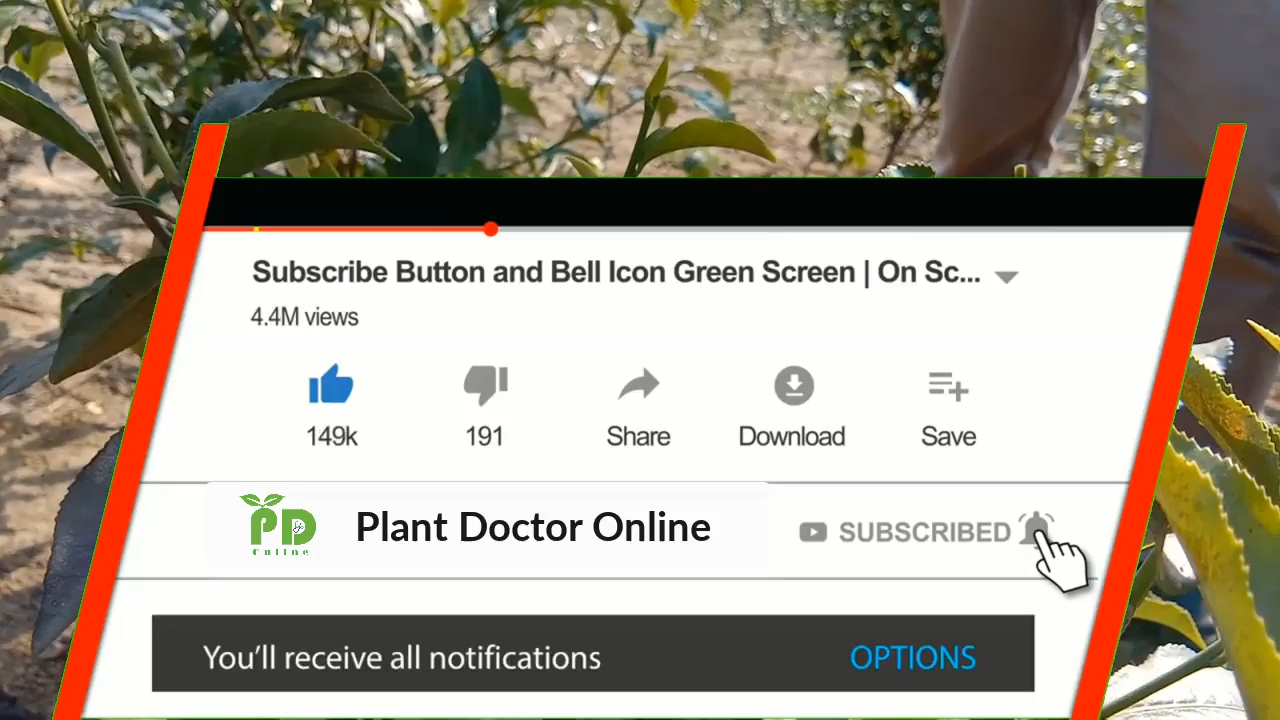 Subscribe Button and Bell Icon Green Screen | On Sc...
4.4M views
149k
191
Share
Download
Save
PD
Online
Plant Doctor Online
SUBSCRIBED
You'll receive all notifications
OPTIONS